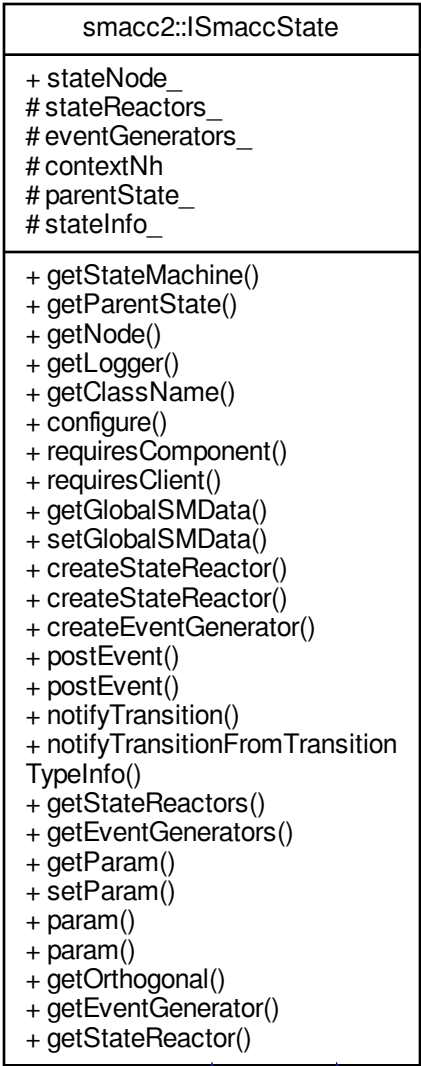 smacc2::ISmaccState
+ stateNode_
# stateReactors_
# eventGenerators_
# contextNh
# parentState_
# stateInfo_
+ getStateMachine()
+ getParentState()
+ getNode()
+ getLogger()
+ getClassName()
+ configure()
+ requiresComponent()
+ requiresClient()
+ getGlobalSMData()
+ setGlobalSMData()
+ createStateReactor()
+ createStateReactor()
+ createEventGenerator()
+ postEvent()
+ postEvent()
+ notifyTransition()
+ notifyTransitionFromTransition
TypeInfo()
+ getStateReactors()
+ getEventGenerators()
+ getParam()
+ setParam()
+ param()
+ param()
+ getOrthogonal()
+ getEventGenerator()
+ getStateReactor()